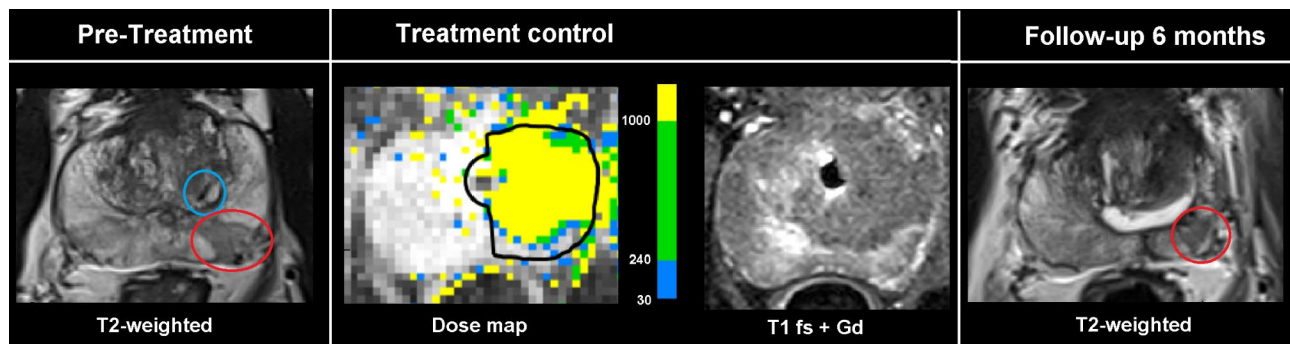 Pre-Treatment
Treatment control
Follow-up 6 months
1000
240
30
T2-weighted
Dose map
T1 fs + Gd
T2-weighted